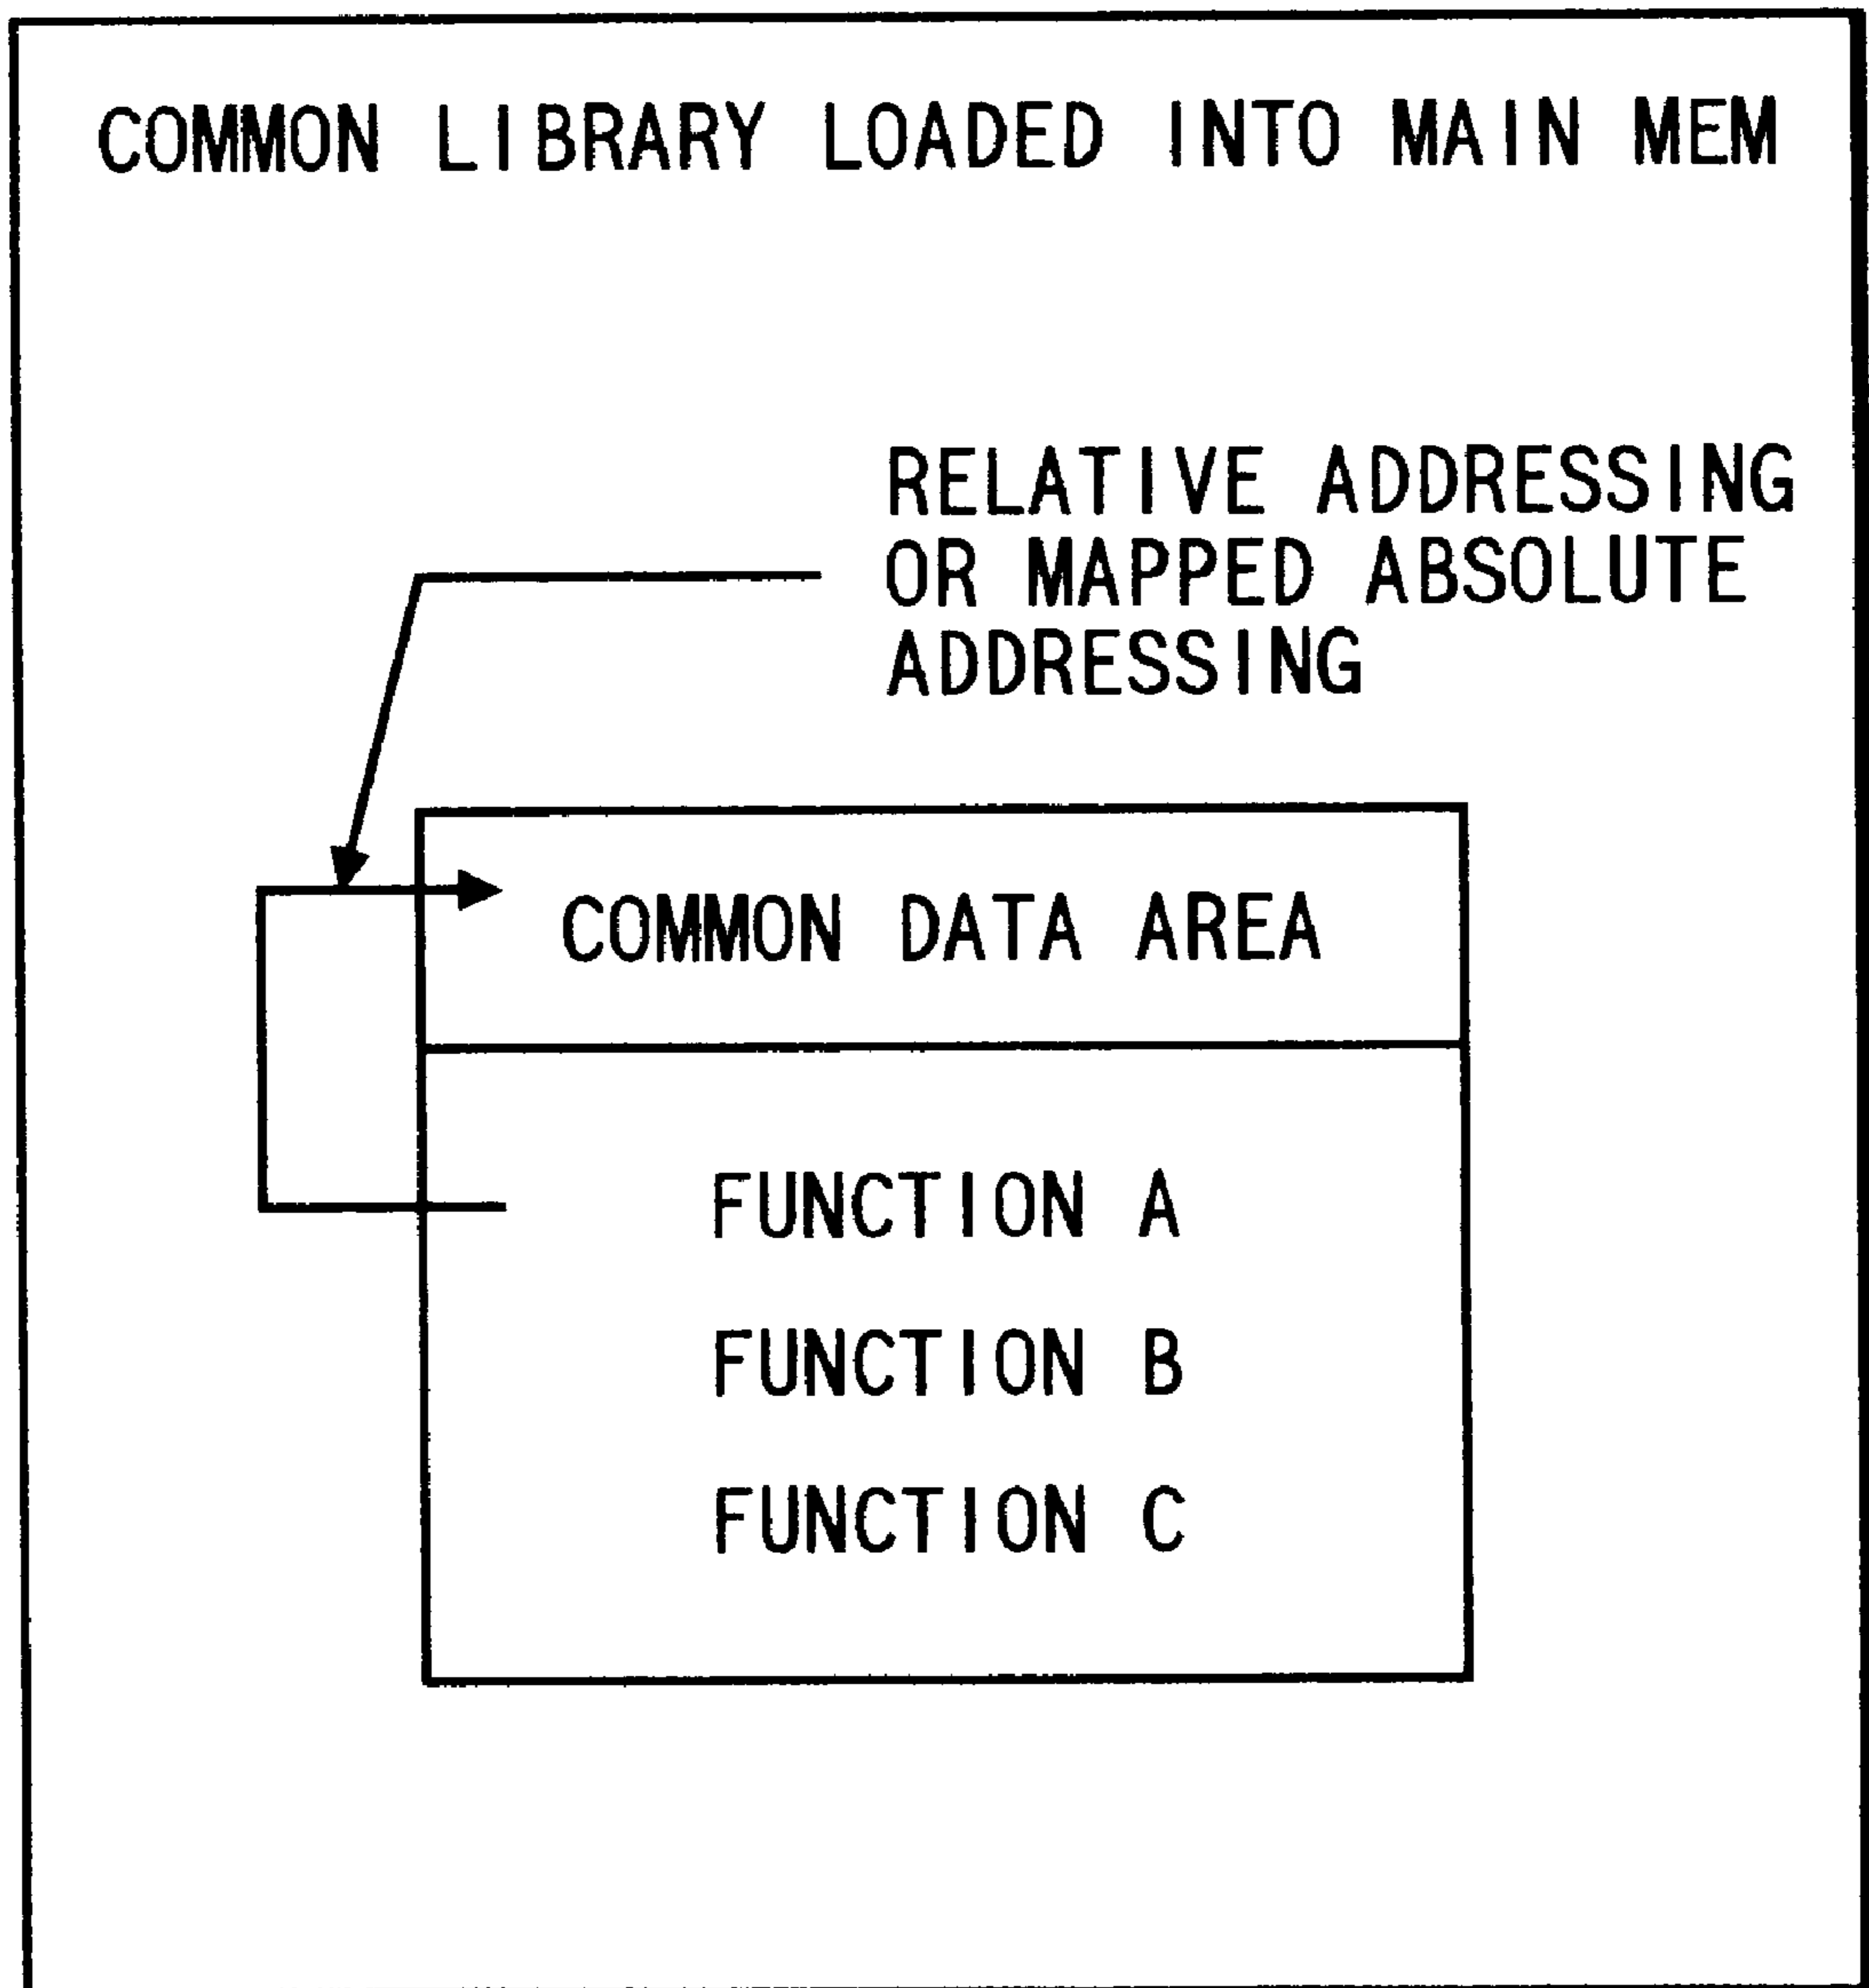 COMMON LIBRARY LOADED INTO MAIN MEM
RELATIVE ADDRESSING
OR MAPPED ABSOLUTE
ADDRESSING
COMMON DATA AREA
FUNCTION A
FUNCTION B
FUNCTION C